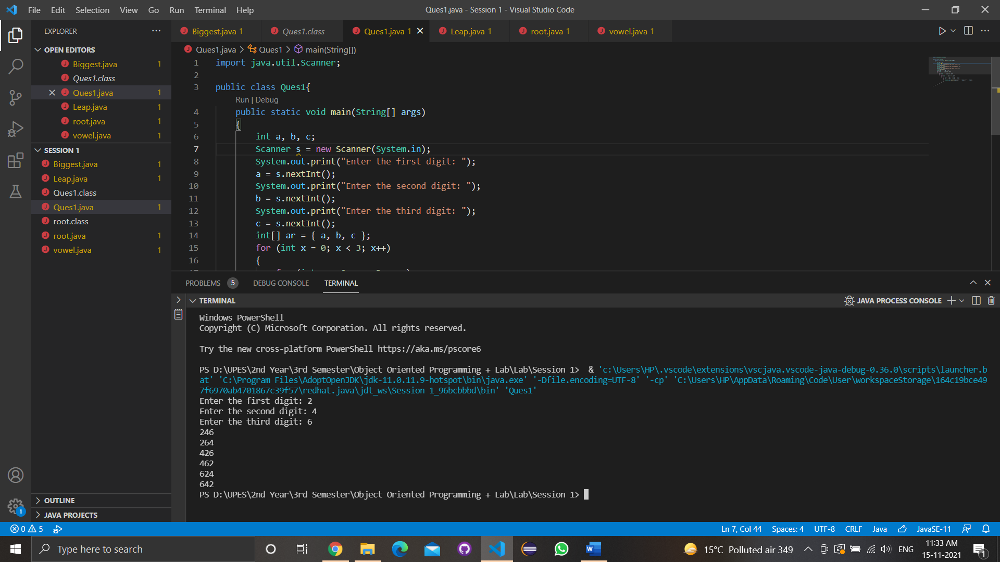 File Edit Selection View Go Run Terminal Help
Ques1.java - Session 1 - Visual Studio Code
EXPLORER
OPEN EDITORS
Biggest.java 1
Ques1.class
Ques1.java 1
Leap.java 1
root.java 1
vowel.java 1
SESSION 1
Biggest.java 1
Leap.java 1
Ques1.class
Ques1.java 1
root.class
root.java 1
vowel.java 1
OUTLINE
JAVA PROJECTS
Biggest.java 1 Ques1.class Ques1.java 1 Leap.java 1 root.java 1 vowel.java 1
Ques1.java > Ques1 > main(String[])
1 import java.util.Scanner;
2
3 public class Ques1{
Run | Debug
4 public static void main(String[] args)
5 {
6 int a, b, c;
7 Scanner s = new Scanner(System.in);
8 System.out.print("Enter the first digit: ");
9 a = s.nextInt();
10 System.out.print("Enter the second digit: ");
11 b = s.nextInt();
12 System.out.print("Enter the third digit: ");
13 c = s.nextInt();
14 int[] ar = { a, b, c };
15 for (int x = 0; x < 3; x++)
16 {
PROBLEMS 5 DEBUG CONSOLE TERMINAL
TERMINAL
JAVA PROCESS CONSOLE
Windows PowerShell
Copyright (C) Microsoft Corporation. All rights reserved.
Try the new cross-platform PowerShell https://aka.ms/pscore6
PS D:\UPES\2nd Year\3rd Semester\Object Oriented Programming + Lab\Lab\Session 1> & 'c:\Users\HP\.vscode\extensions\vscjava.vscode-java-debug-0.36.0\scripts\launcher.b
at' 'C:\Program Files\AdoptOpenJDK\jdk-11.0.11.9-hotspot\bin\java.exe' '-Dfile.encoding=UTF-8' '-cp' 'C:\Users\HP\AppData\Roaming\Code\User\workspaceStorage\164c19bce49
7f6970ab4701867c39f57\redhat.java\jdt_ws\Session 1_96bcbbbd\bin' 'Ques1'
Enter the first digit: 2
Enter the second digit: 4
Enter the third digit: 6
246
264
426
462
624
642
PS D:\UPES\2nd Year\3rd Semester\Object Oriented Programming + Lab\Lab\Session 1>
1
0 5
Ln 7, Col 44 Spaces: 4 UTF-8 CRLF Java JavaSE-11
Type here to search
15°C Polluted air 349
ENG
11:33 AM
15-11-2021
1